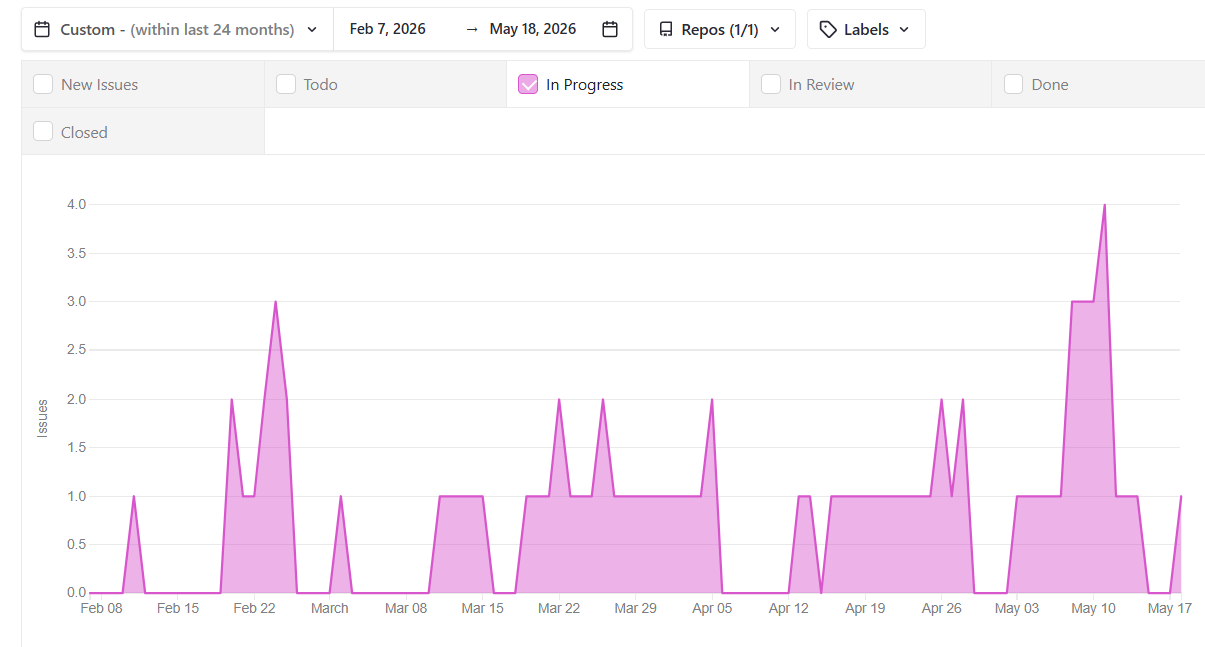 Custom - (within last 24 months) Feb 7, 2026 → May 18, 2026 Repos (1/1) Labels
New Issues Todo In Progress In Review Done
Closed
4.0
3.5
3.0
2.5
2.0
1.5
1.0
0.5
0.0
Issues
Feb 08 Feb 15 Feb 22 March Mar 08 Mar 15 Mar 22 Mar 29 Apr 05 Apr 12 Apr 19 Apr 26 May 03 May 10 May 17